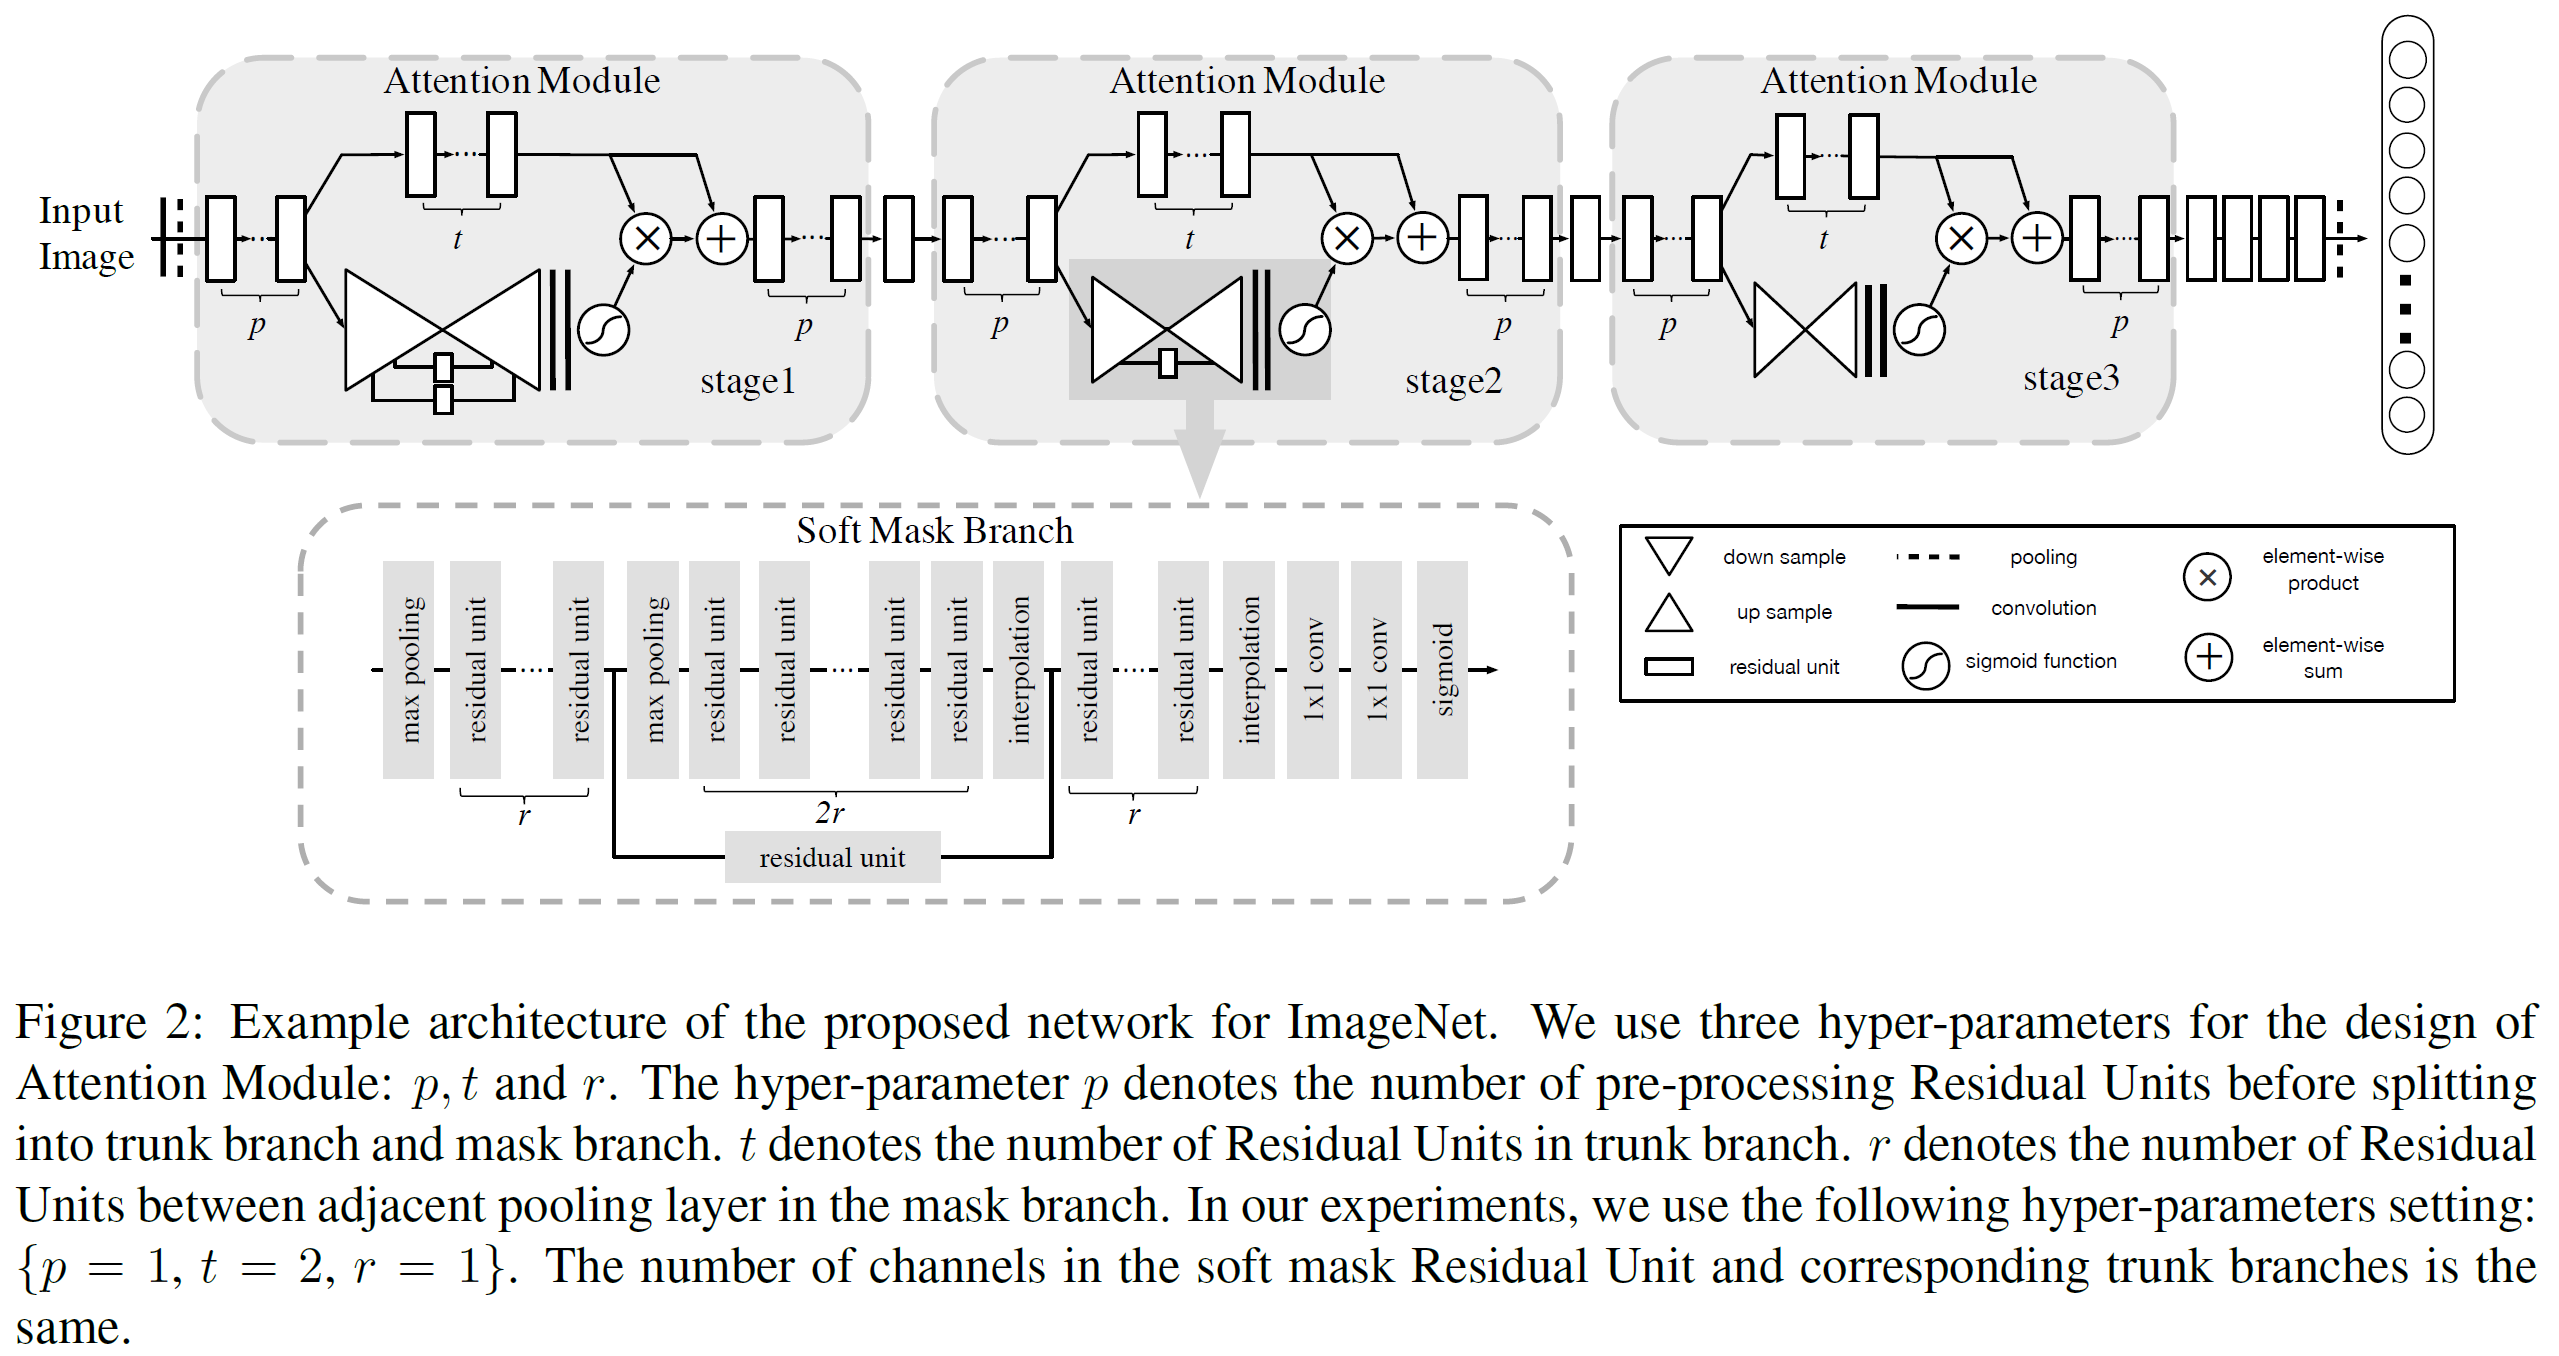 Attention Module
Attention Module
Attention Module
Input
Image
p
t
p
stage1
p
t
p
stage2
p
t
p
stage3
Soft Mask Branch
max pooling
residual unit
...
residual unit
max pooling
residual unit
residual unit
...
residual unit
residual unit
interpolation
residual unit
...
residual unit
interpolation
1x1 conv
1x1 conv
sigmoid
r
2r
r
residual unit
down sample
up sample
residual unit
pooling
convolution
sigmoid function
element-wise
product
element-wise
sum
Figure 2: Example architecture of the proposed network for ImageNet. We use three hyper-parameters for the design of
Attention Module: p, t and r. The hyper-parameter p denotes the number of pre-processing Residual Units before splitting
into trunk branch and mask branch. t denotes the number of Residual Units in trunk branch. r denotes the number of Residual
Units between adjacent pooling layer in the mask branch. In our experiments, we use the following hyper-parameters setting:
{p = 1, t = 2, r = 1}. The number of channels in the soft mask Residual Unit and corresponding trunk branches is the
same.